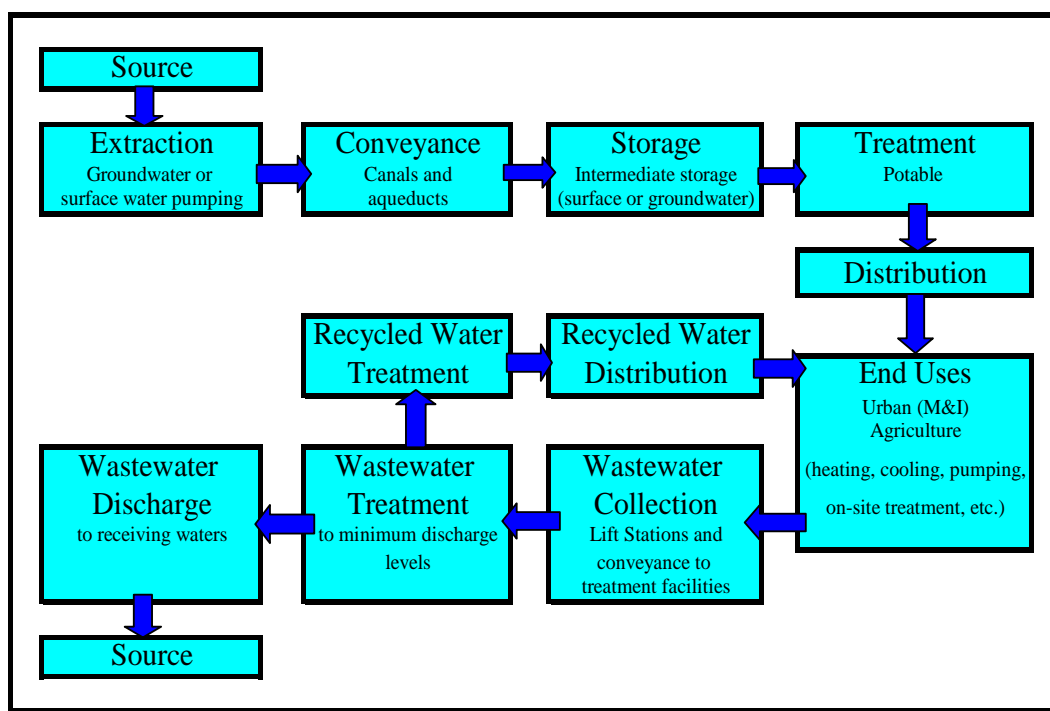 Source
Extraction
Groundwater or
surface water pumping
Conveyance
Canals and
aqueducts
Storage
Intermediate storage
(surface or groundwater)
Treatment
Potable
Distribution
Recycled Water
Treatment
Recycled Water
Distribution
End Uses
Urban (M&I)
Agriculture
(heating, cooling, pumping,
on-site treatment, etc.)
Wastewater
Discharge
to receiving waters
Wastewater
Treatment
to minimum discharge
levels
Wastewater
Collection
Lift Stations and
conveyance to
treatment facilities
Source